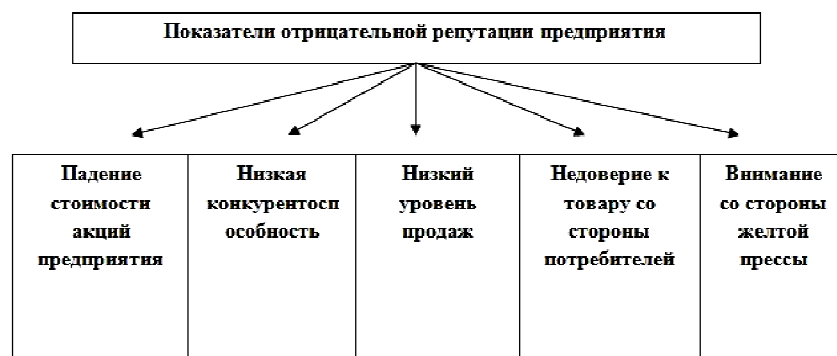 Показатели отрицательной репутации предприятия
Падение
стоимости
акций
предприятия
Низкая
конкурентосп
особность
Низкий
уровень
продаж
Недоверие к
товару со
стороны
потребителей
Внимание
со стороны
желтой
прессы